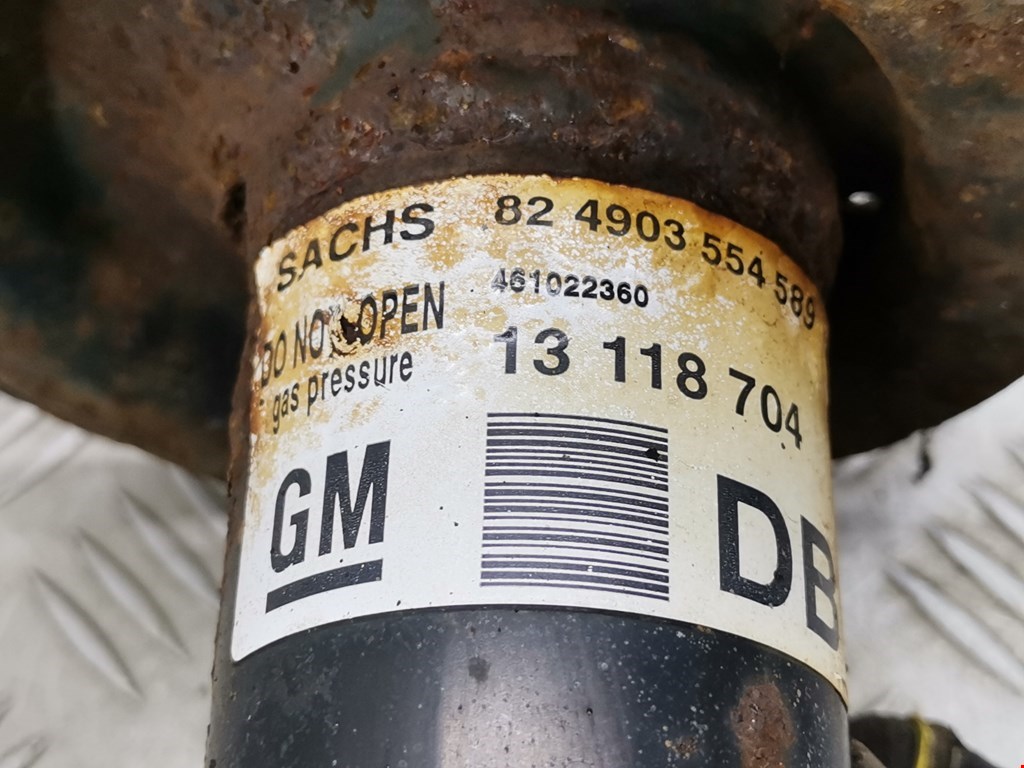 SACHS 82 4903 554 589
DO NOT OPEN 461022360
gas pressure 13 118 704
GM DB